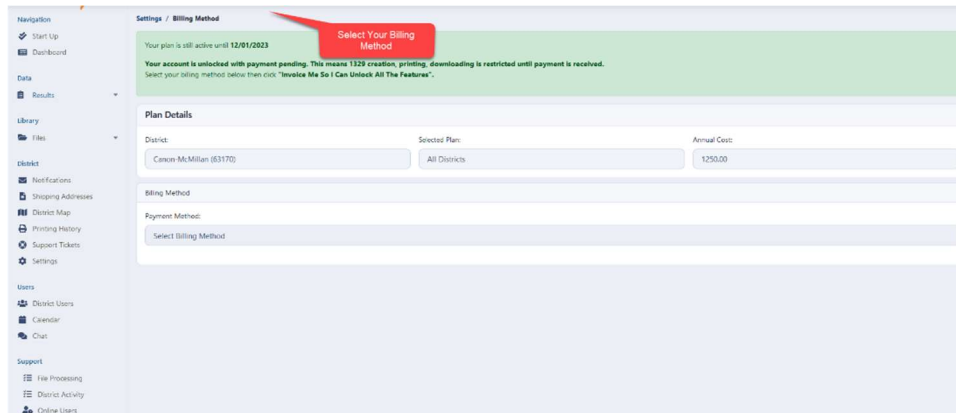 Navigation
Start Up
Dashboard
Data
Results
Library
Files
District
Notifications
Shipping Addresses
District Map
Printing History
Support Tickets
Settings
Users
District Users
Calendar
Chat
Support
File Processing
District Activity
Online Users
Settings / Billing Method
Select Your Billing
Method
Your plan is still active until 12/01/2023
Your account is unlocked with payment pending. This means 1329 creation, printing, downloading is restricted until payment is received.
Select your billing method below then click "Invoice Me So I Can Unlock All The Features".
Plan Details
District:
Selected Plan:
Annual Cost:
Canon-McMillan (63170)
All Districts
1250.00
Billing Method
Payment Method:
Select Billing Method